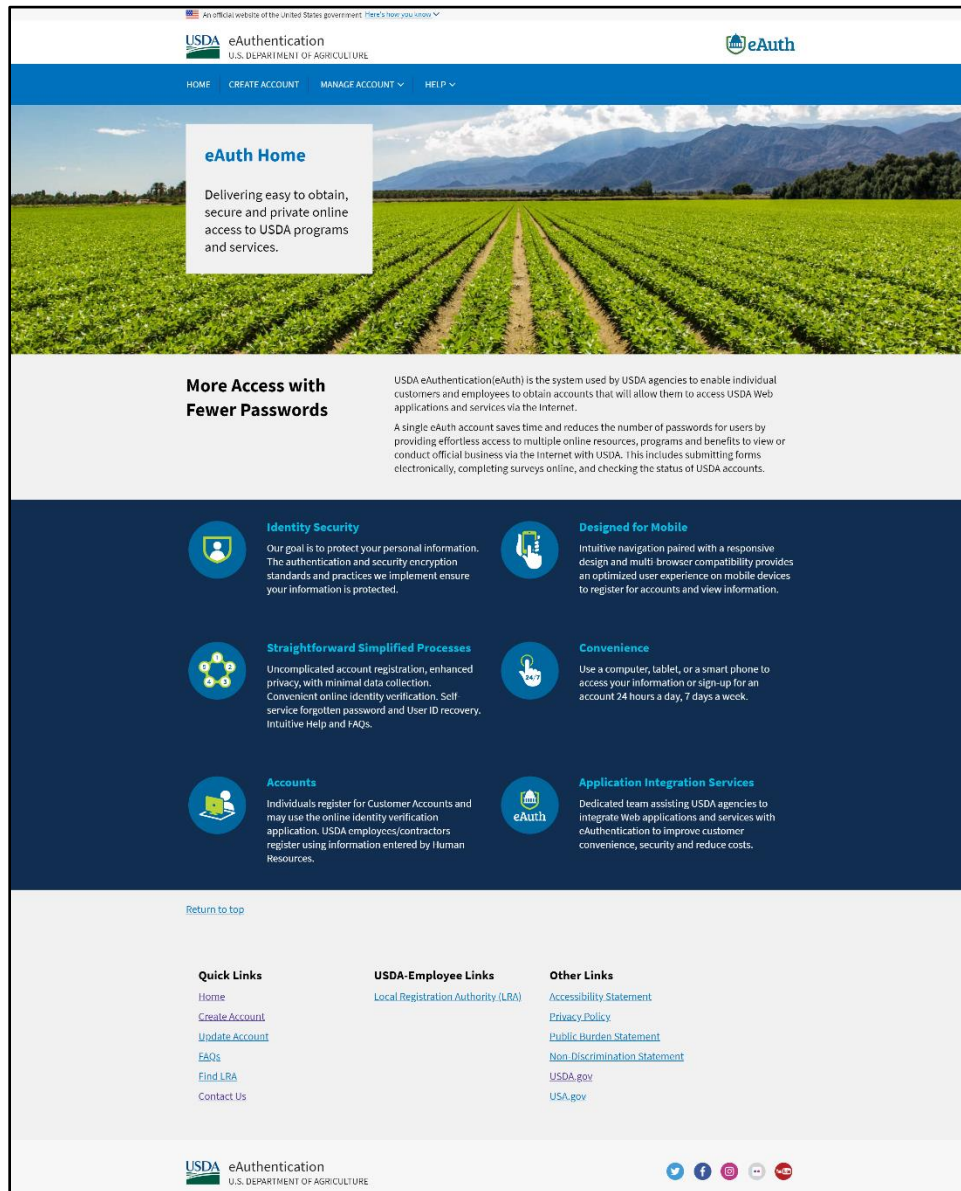 An official website of the United States government Here's how you know
USDA eAuthentication
U.S. DEPARTMENT OF AGRICULTURE
eAuth
HOME CREATE ACCOUNT MANAGE ACCOUNT HELP
eAuth Home
Delivering easy to obtain,
secure and private online
access to USDA programs
and services.
More Access with
Fewer Passwords
USDA eAuthentication(eAuth) is the system used by USDA agencies to enable individual
customers and employees to obtain accounts that will allow them to access USDA Web
applications and services via the Internet.
A single eAuth account saves time and reduces the number of passwords for users by
providing effortless access to multiple online resources, programs and benefits to view or
conduct official business via the Internet with USDA. This includes submitting forms
electronically, completing surveys online, and checking the status of USDA accounts.
Identity Security
Our goal is to protect your personal information.
The authentication and security encryption
standards and practices we implement ensure
your information is protected.
Designed for Mobile
Intuitive navigation paired with a responsive
design and multi-browser compatibility provides
an optimized user experience on mobile devices
to register for accounts and view information.
1
5 2
4 3
Straightforward Simplified Processes
Uncomplicated account registration, enhanced
privacy, with minimal data collection.
Convenient online identity verification. Self-
service forgotten password and User ID recovery.
Intuitive Help and FAQs.
24/7
Convenience
Use a computer, tablet, or a smart phone to
access your information or sign-up for an
account 24 hours a day, 7 days a week.
Accounts
Individuals register for Customer Accounts and
may use the online identity verification
application. USDA employees/contractors
register using information entered by Human
Resources.
eAuth
Application Integration Services
Dedicated team assisting USDA agencies to
integrate Web applications and services with
eAuthentication to improve customer
convenience, security and reduce costs.
Return to top
Quick Links
Home
Create Account
Update Account
FAQs
Find LRA
Contact Us
USDA-Employee Links
Local Registration Authority (LRA)
Other Links
Accessibility Statement
Privacy Policy
Public Burden Statement
Non-Discrimination Statement
USDA.gov
USA.gov
USDA eAuthentication
U.S. DEPARTMENT OF AGRICULTURE